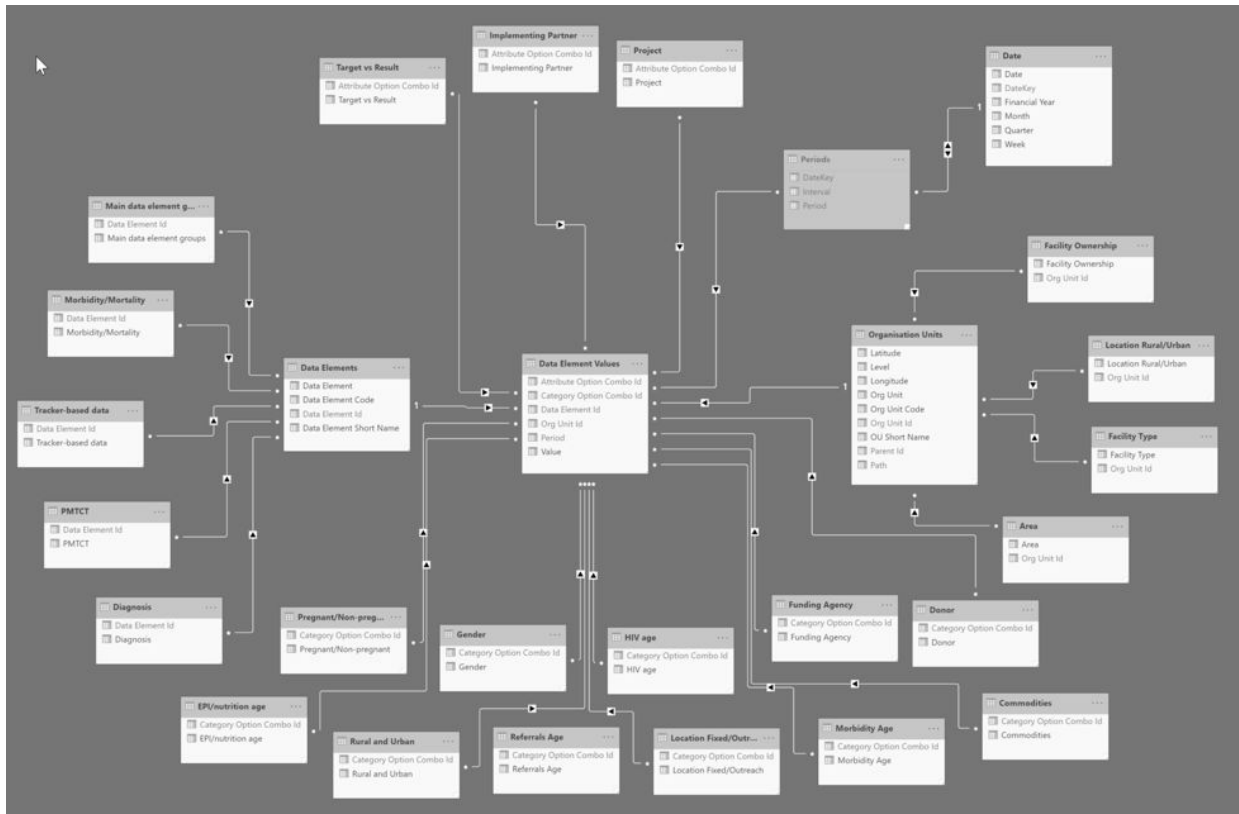 Implementing Partner ...
Attribute Option Combo Id
Implementing Partner
Project ...
Attribute Option Combo Id
Project
Target vs Result ...
Attribute Option Combo Id
Target vs Result
Date ...
Date
DateKey
Financial Year
Month
Quarter
Week
1
Periods ...
DateKey
Interval
Period
Main data element g... ...
Data Element Id
Main data element groups
Facility Ownership ...
Facility Ownership
Org Unit Id
Morbidity/Mortality ...
Data Element Id
Morbidity/Mortality
Organisation Units ...
Latitude
Level
Longitude
Org Unit
Org Unit Code
Org Unit Id
OU Short Name
Parent Id
Path
1
Location Rural/Urban ...
Location Rural/Urban
Org Unit Id
Data Elements ...
Data Element
Data Element Code
Data Element Id
Data Element Short Name
1
Data Element Values ...
Attribute Option Combo Id
Category Option Combo Id
Data Element Id
Org Unit Id
Period
Value
Tracker-based data ...
Data Element Id
Tracker-based data
Facility Type ...
Facility Type
Org Unit Id
PMTCT ...
Data Element Id
PMTCT
Area ...
Area
Org Unit Id
Diagnosis ...
Data Element Id
Diagnosis
Pregnant/Non-preg... ...
Category Option Combo Id
Pregnant/Non-pregnant
Gender ...
Category Option Combo Id
Gender
HIV age ...
Category Option Combo Id
HIV age
Funding Agency ...
Category Option Combo Id
Funding Agency
Donor ...
Category Option Combo Id
Donor
EPI/nutrition age ...
Category Option Combo Id
EPI/nutrition age
Rural and Urban ...
Category Option Combo Id
Rural and Urban
Referrals Age ...
Category Option Combo Id
Referrals Age
Location Fixed/Outr... ...
Category Option Combo Id
Location Fixed/Outreach
Morbidity Age ...
Category Option Combo Id
Morbidity Age
Commodities ...
Category Option Combo Id
Commodities